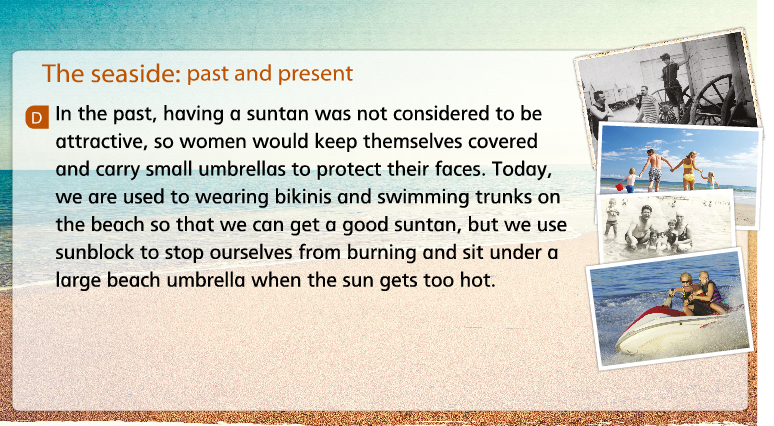 The seaside: past and present
D In the past, having a suntan was not considered to be
attractive, so women would keep themselves covered
and carry small umbrellas to protect their faces. Today,
we are used to wearing bikinis and swimming trunks on
the beach so that we can get a good suntan, but we use
sunblock to stop ourselves from burning and sit under a
large beach umbrella when the sun gets too hot.